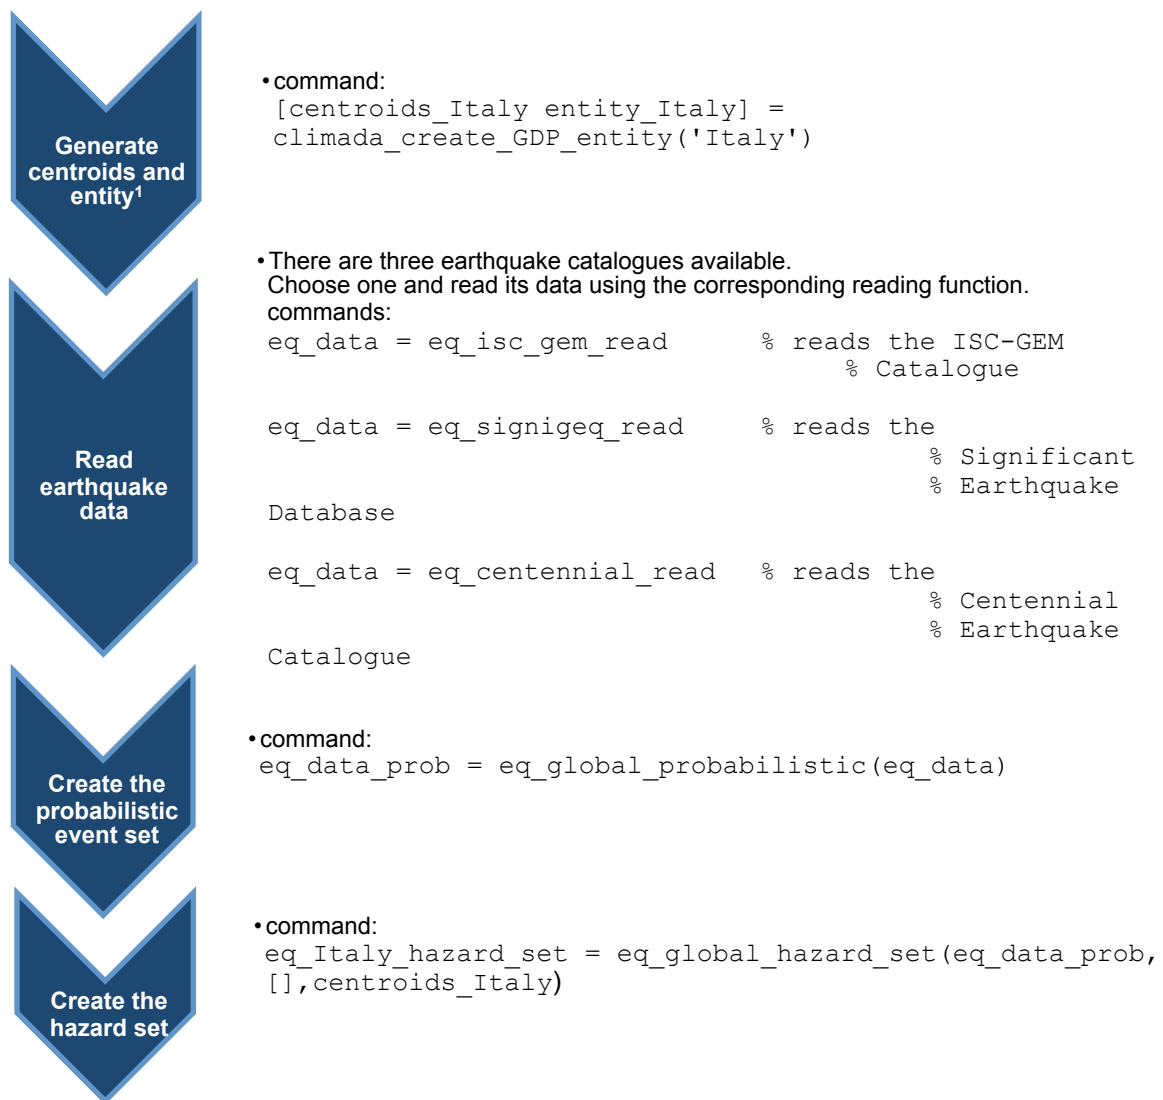 Generate
centroids and
entity¹
• command:
[centroids_Italy entity_Italy] =
climada_create_GDP_entity('Italy')
Read
earthquake
data
• There are three earthquake catalogues available.
Choose one and read its data using the corresponding reading function.
commands:
eq_data = eq_isc_gem_read % reads the ISC-GEM
% Catalogue
eq_data = eq_signigeq_read % reads the
% Significant
% Earthquake
Database
eq_data = eq_centennial_read % reads the
% Centennial
% Earthquake
Catalogue
Create the
probabilistic
event set
• command:
eq_data_prob = eq_global_probabilistic(eq_data)
Create the
hazard set
• command:
eq_Italy_hazard_set = eq_global_hazard_set(eq_data_prob,
[],centroids_Italy)